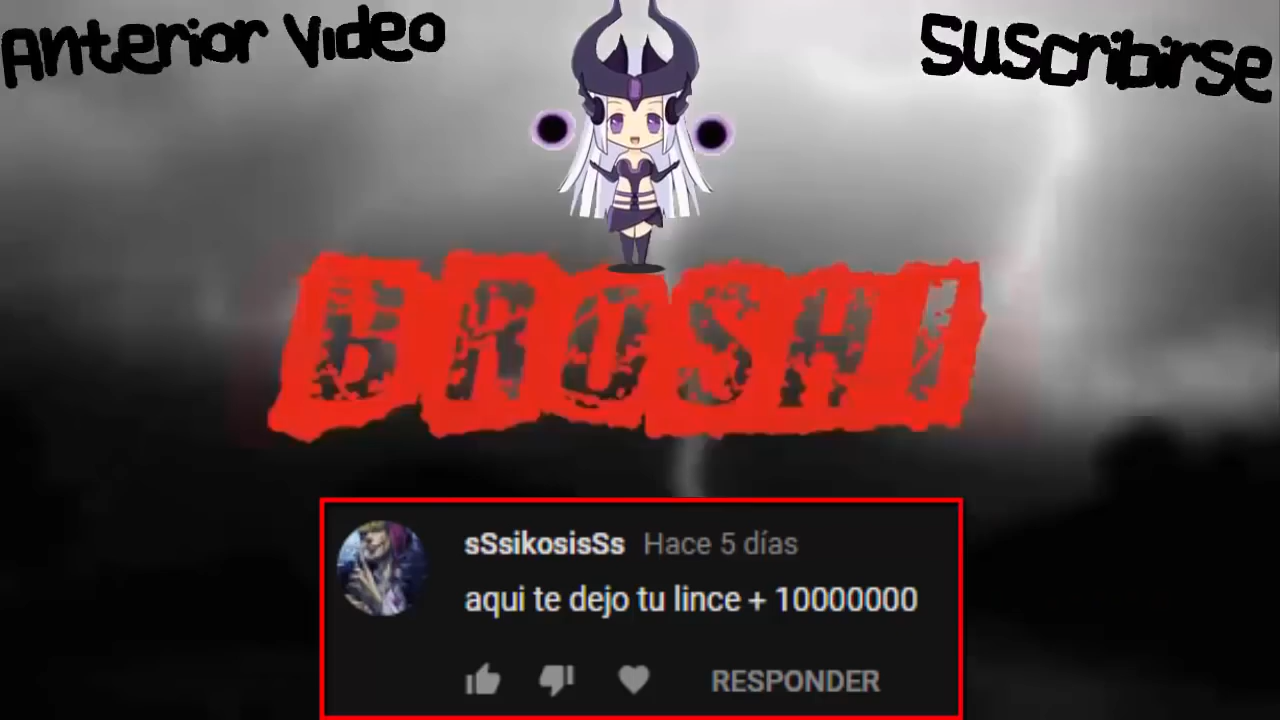 Anterior Video
Suscribirse
BROSHI
sSsikosisSs Hace 5 días
aqui te dejo tu lince + 10000000
RESPONDER